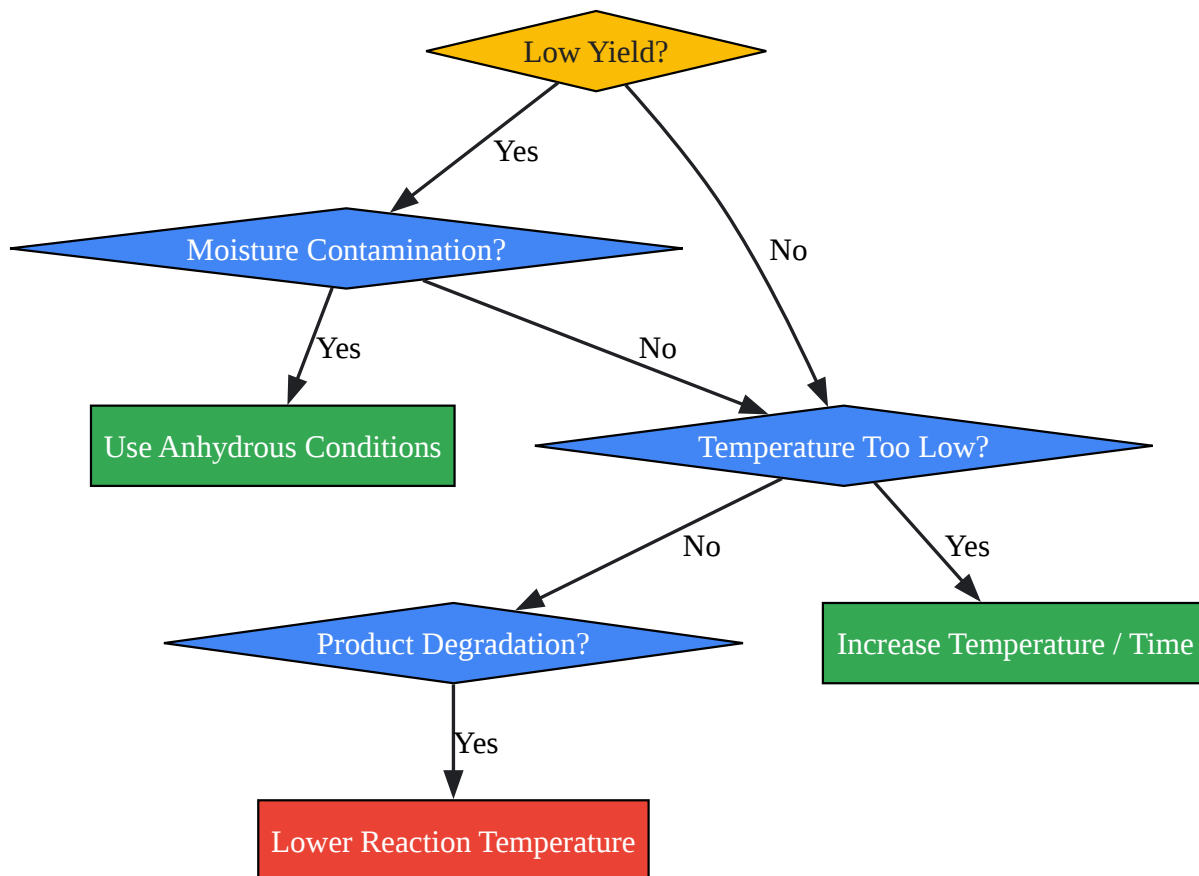 Low Yield?
Yes
Moisture Contamination?
No
Yes
No
Use Anhydrous Conditions
Temperature Too Low?
No
Yes
Product Degradation?
Increase Temperature / Time
Yes
Lower Reaction Temperature